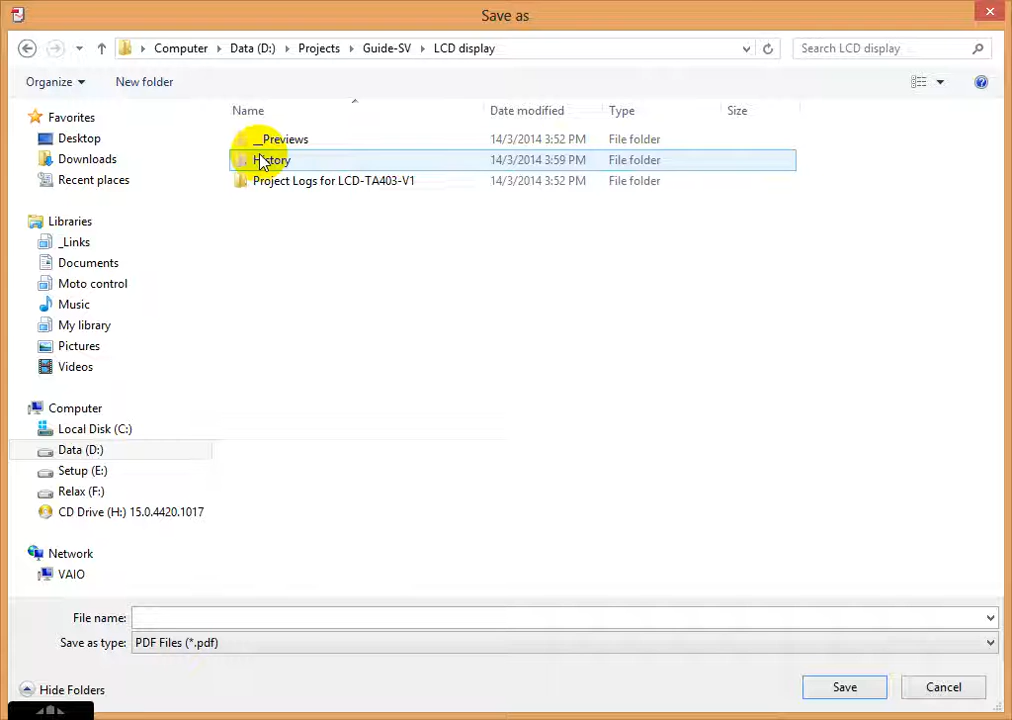 Save as
Computer Data (D:) Projects Guide-SV LCD display Search LCD display
Organize New folder
Name Date modified Type Size
__Previews 14/3/2014 3:52 PM File folder
History 14/3/2014 3:59 PM File folder
Project Logs for LCD-TA403-V1 14/3/2014 3:52 PM File folder
Favorites
Desktop
Downloads
Recent places
Libraries
_Links
Documents
Moto control
Music
My library
Pictures
Videos
Computer
Local Disk (C:)
Data (D:)
Setup (E:)
Relax (F:)
CD Drive (H:) 15.0.4420.1017
Network
VAIO
File name:
Save as type: PDF Files (*.pdf)
Hide Folders Save Cancel